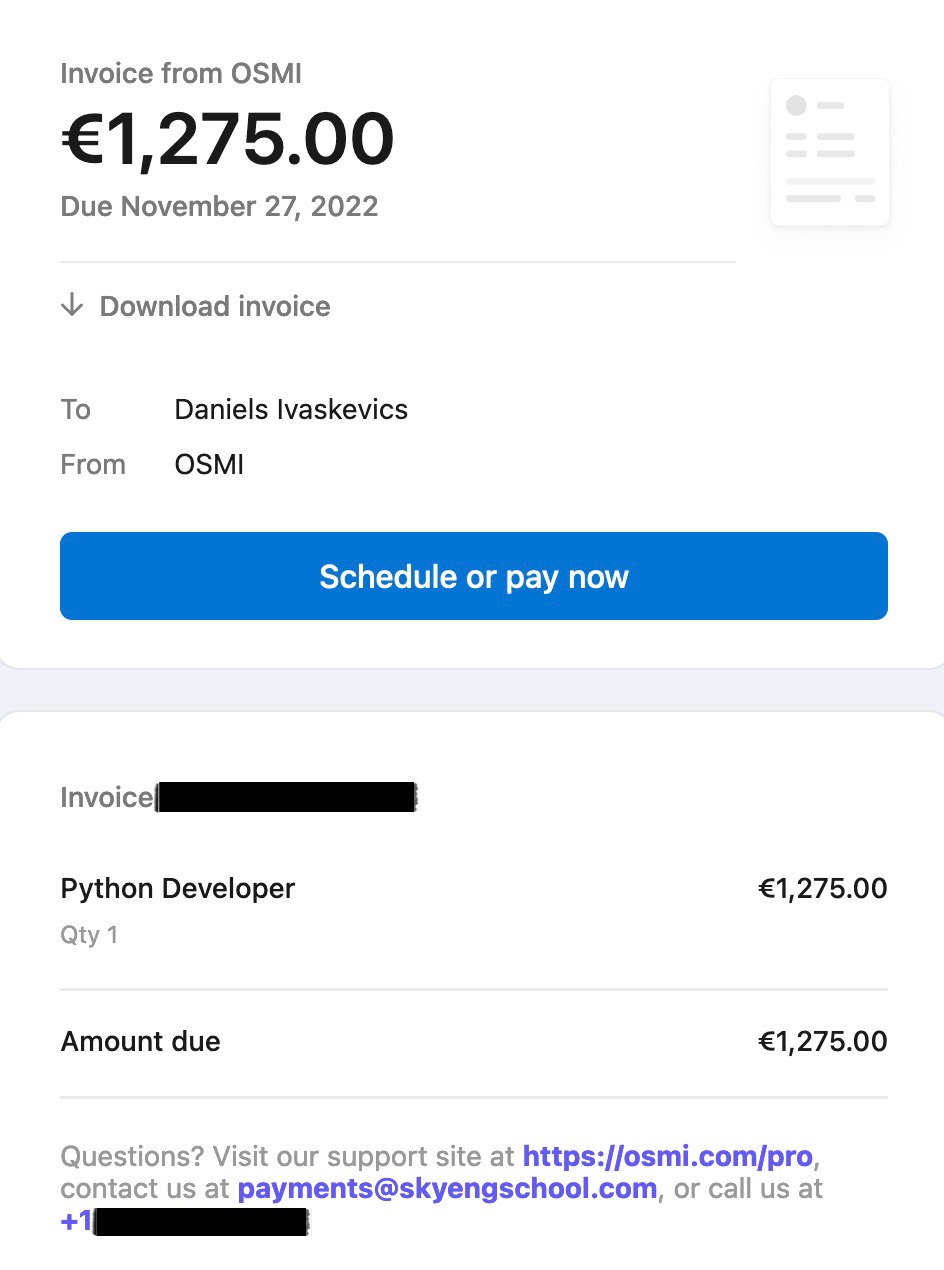 Invoice from OSMI
€1,275.00
Due November 27, 2022
Download invoice
To Daniels Ivaskevics
From OSMI
Schedule or pay now
Invoice
Python Developer €1,275.00
Qty 1
Amount due €1,275.00
Questions? Visit our support site at https://osmi.com/pro,
contact us at payments@skyengschool.com, or call us at
+1